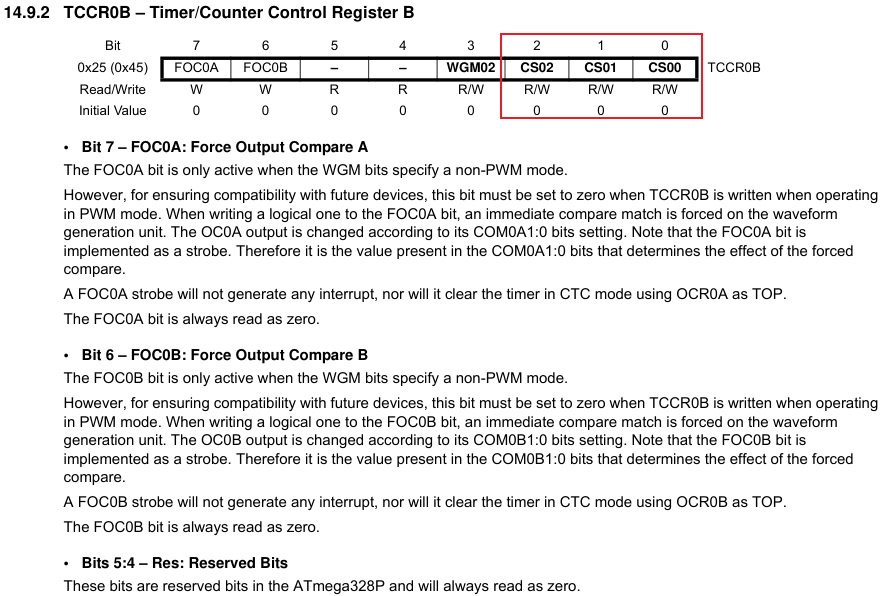 14.9.2 TCCR0B – Timer/Counter Control Register B
Bit 7 6 5 4 3 2 1 0
0x25 (0x45) FOC0A FOC0B – – WGM02 CS02 CS01 CS00 TCCR0B
Read/Write W W R R R/W R/W R/W R/W
Initial Value 0 0 0 0 0 0 0 0
• Bit 7 – FOC0A: Force Output Compare A
The FOC0A bit is only active when the WGM bits specify a non-PWM mode.
However, for ensuring compatibility with future devices, this bit must be set to zero when TCCR0B is written when operating
in PWM mode. When writing a logical one to the FOC0A bit, an immediate compare match is forced on the waveform
generation unit. The OC0A output is changed according to its COM0A1:0 bits setting. Note that the FOC0A bit is
implemented as a strobe. Therefore it is the value present in the COM0A1:0 bits that determines the effect of the forced
compare.
A FOC0A strobe will not generate any interrupt, nor will it clear the timer in CTC mode using OCR0A as TOP.
The FOC0A bit is always read as zero.
• Bit 6 – FOC0B: Force Output Compare B
The FOC0B bit is only active when the WGM bits specify a non-PWM mode.
However, for ensuring compatibility with future devices, this bit must be set to zero when TCCR0B is written when operating
in PWM mode. When writing a logical one to the FOC0B bit, an immediate compare match is forced on the waveform
generation unit. The OC0B output is changed according to its COM0B1:0 bits setting. Note that the FOC0B bit is
implemented as a strobe. Therefore it is the value present in the COM0B1:0 bits that determines the effect of the forced
compare.
A FOC0B strobe will not generate any interrupt, nor will it clear the timer in CTC mode using OCR0B as TOP.
The FOC0B bit is always read as zero.
• Bits 5:4 – Res: Reserved Bits
These bits are reserved bits in the ATmega328P and will always read as zero.